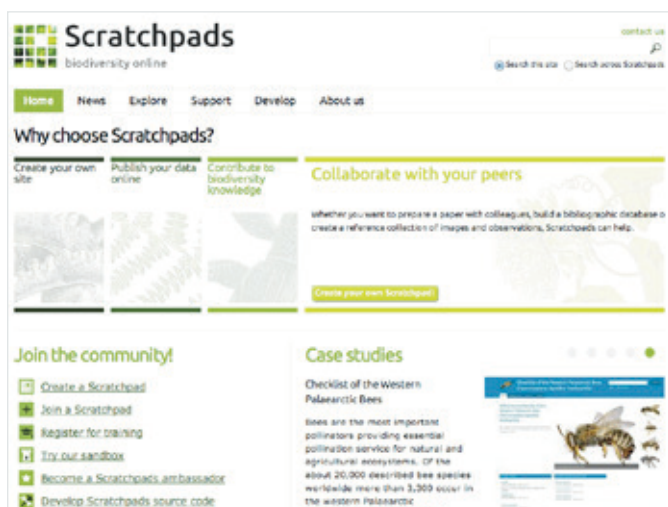 Scratchpads
biodiversity online
contact us
Search this site Search across Scratchpads
Home News Explore Support Develop About us
Why choose Scratchpads?
Create your own
site
Publish your data
online
Contribute to
biodiversity
knowledge
Collaborate with your peers
Whether you want to prepare a paper with colleagues, build a bibliographic database o
create a reference collection of images and observations, Scratchpads can help.
Create your own Scratchpad!
Join the community!
Create a Scratchpad
Join a Scratchpad
Register for training
Try our sandbox
Become a Scratchpads ambassador
Develop Scratchpads source code
Case studies
Checklist of the Western
Palaearctic Bees
Bees are the most important
pollinators providing essential
pollination service for natural and
agricultural ecosystems. Of the
about 20,000 described bee species
worldwide more than 3,000 occur in
the western Palaearctic